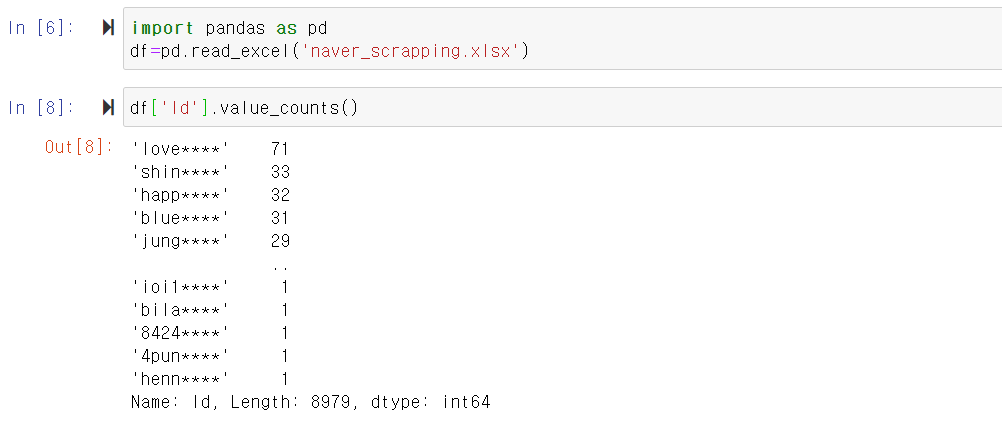 In [6]: import pandas as pd
df=pd.read_excel('naver_scrapping.xlsx')
In [8]: df['Id'].value_counts()
Out[8]: 'love****' 71
'shin****' 33
'happ****' 32
'blue****' 31
'jung****' 29
..
'ioi1****' 1
'bila****' 1
'8424****' 1
'4pun****' 1
'henn****' 1
Name: Id, Length: 8979, dtype: int64